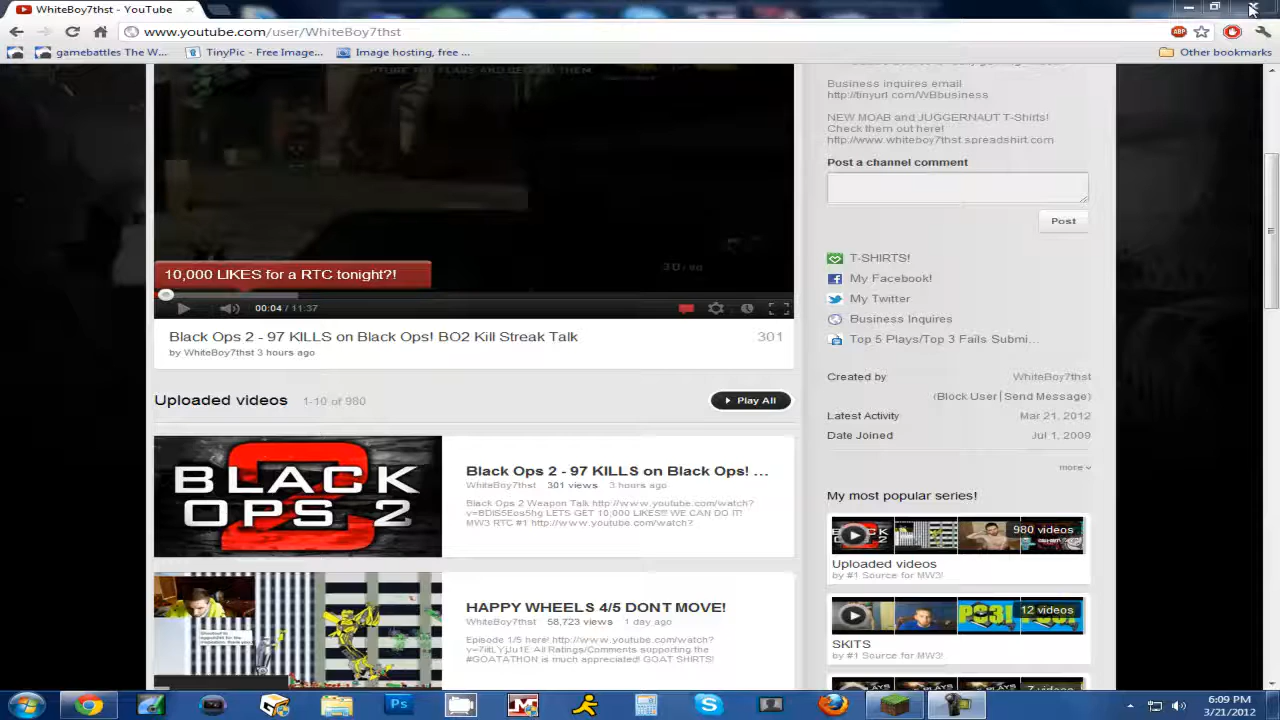 WhiteBoy7thst - YouTube
www.youtube.com/user/WhiteBoy7thst
ABP
gamebattles The W...
TinyPic - Free Image...
Image hosting, free ...
Other bookmarks
Business inquires email
http://tinyurl.com/WBbusiness
NEW MOAB and JUGGERNAUT T-Shirts!
Check them out here!
http://www.whiteboy7thst.spreadshirt.com
Post a channel comment
Post
10,000 LIKES for a RTC tonight?!
00:04 / 11:37
Black Ops 2 - 97 KILLS on Black Ops! BO2 Kill Streak Talk
301
by WhiteBoy7thst 3 hours ago
T-SHIRTS!
My Facebook!
My Twitter
Business Inquires
Top 5 Plays/Top 3 Fails Submi...
Created by
WhiteBoy7thst
(Block User | Send Message)
Latest Activity
Mar 21, 2012
Date Joined
Jul 1, 2009
more
Uploaded videos 1-10 of 980
Play All
BLACK
OPS 2
2
Black Ops 2 - 97 KILLS on Black Ops! ...
WhiteBoy7thst 301 views 3 hours ago
Black Ops 2 Weapon Talk http://www.youtube.com/watch?
LETS GET 10,000 LIKES!!! WE CAN DO IT!
MW3 RTC #1 http://www.youtube.com/watch?
HAPPY WHEELS 4/5 DONT MOVE!
WhiteBoy7thst 58,723 views 1 day ago
Episode 1/5 here! http://www.youtube.com/watch?
All Ratings/Comments supporting the
#GOATATHON is much appreciated! GOAT SHIRTS!
My most popular series!
980 videos
Uploaded videos
by #1 Source for MW3!
12 videos
SKITS
by #1 Source for MW3!
7 videos
Ps
6:09 PM
3/21/2012